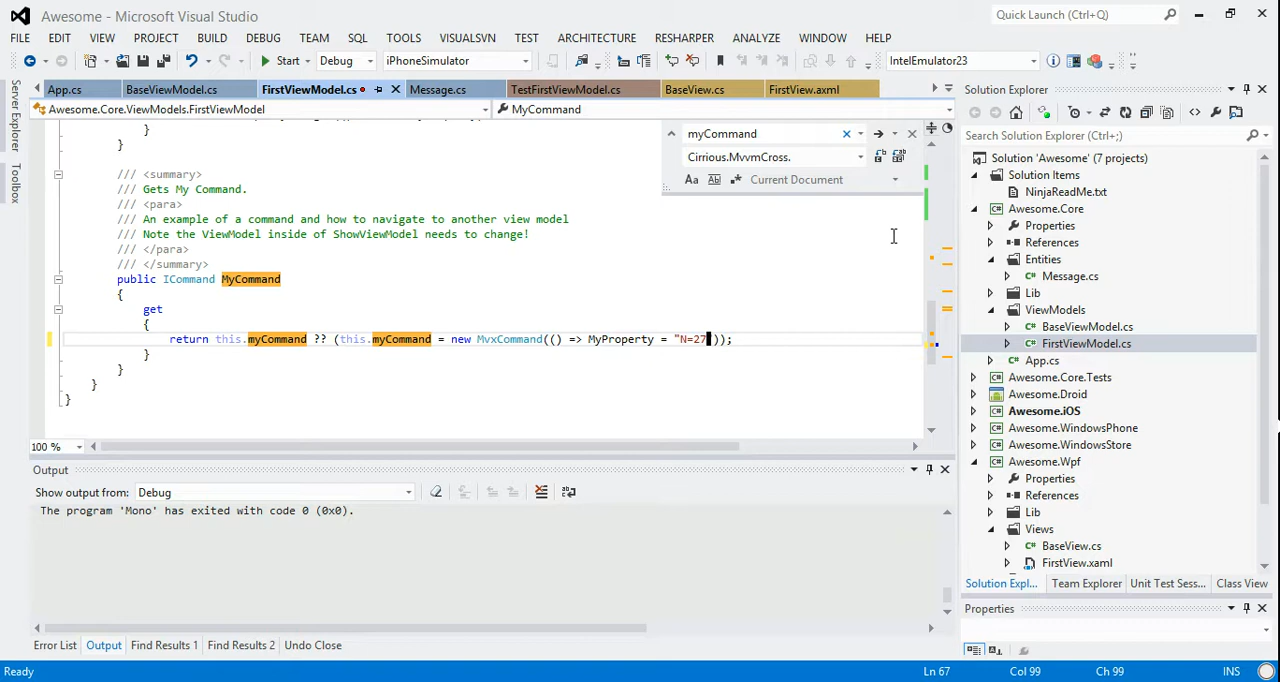 Awesome - Microsoft Visual Studio
Quick Launch (Ctrl+Q)
FILE EDIT VIEW PROJECT BUILD DEBUG TEAM SQL TOOLS VISUALSVN TEST ARCHITECTURE RESHARPER ANALYZE WINDOW HELP
Start Debug iPhoneSimulator IntelEmulator23
Server Explorer
Toolbox
App.cs BaseViewModel.cs FirstViewModel.cs Message.cs TestFirstViewModel.cs BaseView.cs FirstView.axml
Awesome.Core.ViewModels.FirstViewModel MyCommand
myCommand
Cirrious.MvvmCross.
Aa Ab Current Document
}
}
/// <summary>
/// Gets My Command.
/// <para>
/// An example of a command and how to navigate to another view model
/// Note the ViewModel inside of ShowViewModel needs to change!
/// </para>
/// </summary>
public ICommand MyCommand
{
get
{
return this.myCommand ?? (this.myCommand = new MvxCommand(() => MyProperty = "N=27"));
}
}
}
}
100 %
Output
Show output from: Debug
The program 'Mono' has exited with code 0 (0x0).
Error List Output Find Results 1 Find Results 2 Undo Close
Solution Explorer
Search Solution Explorer (Ctrl+;)
Solution 'Awesome' (7 projects)
Solution Items
NinjaReadMe.txt
Awesome.Core
Properties
References
Entities
C# Message.cs
Lib
ViewModels
C# BaseViewModel.cs
C# FirstViewModel.cs
C# App.cs
Awesome.Core.Tests
Awesome.Droid
Awesome.iOS
Awesome.WindowsPhone
Awesome.WindowsStore
Awesome.Wpf
Properties
References
Lib
Views
C# BaseView.cs
FirstView.xaml
Solution Expl... Team Explorer Unit Test Sess... Class View
Properties
Ready Ln 67 Col 99 Ch 99 INS